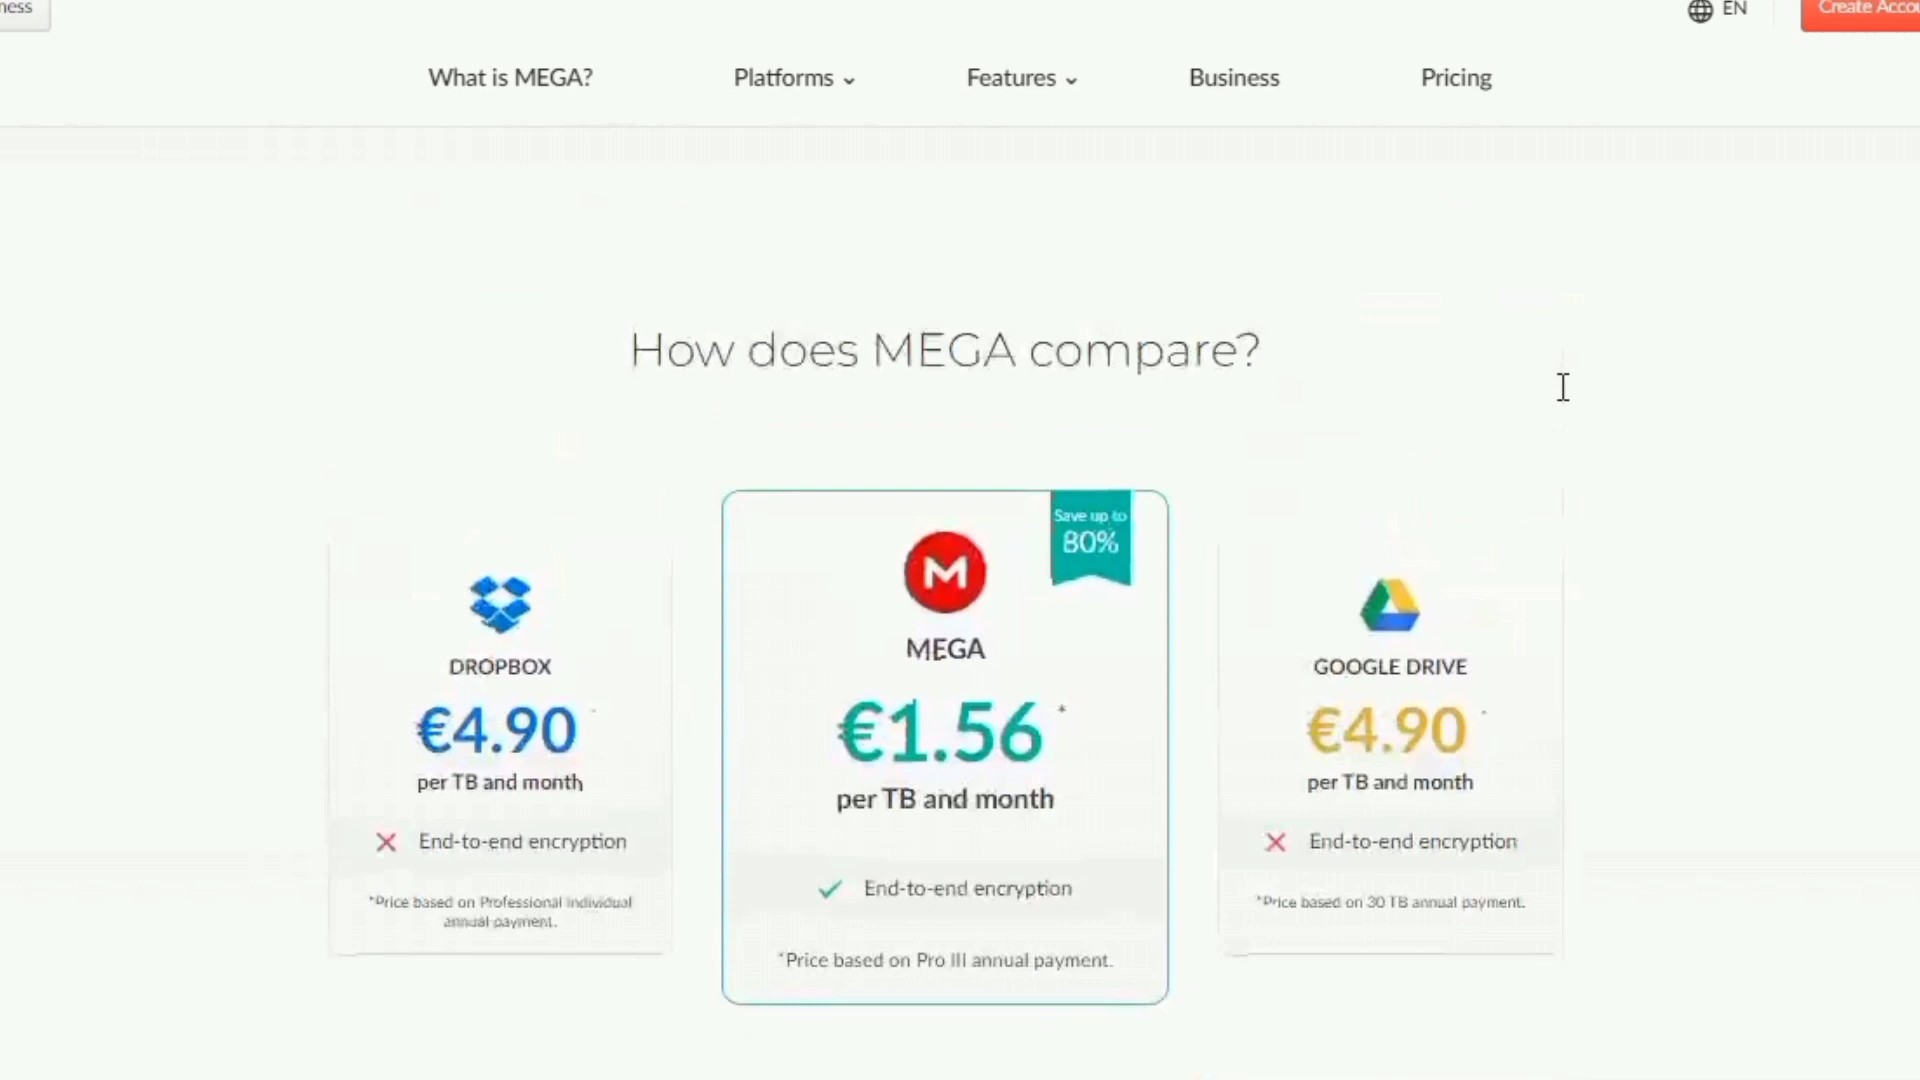 EN
What is MEGA?
Platforms
Features
Business
Pricing
How does MEGA compare?
DROPBOX
€4.90
per TB and month
End-to-end encryption
*Price based on Professional Individual
annual payment.
Save up to
80%
M
MEGA
€1.56 *
per TB and month
End-to-end encryption
*Price based on Pro III annual payment.
GOOGLE DRIVE
€4.90
per TB and month
End-to-end encryption
*Price based on 30 TB annual payment.